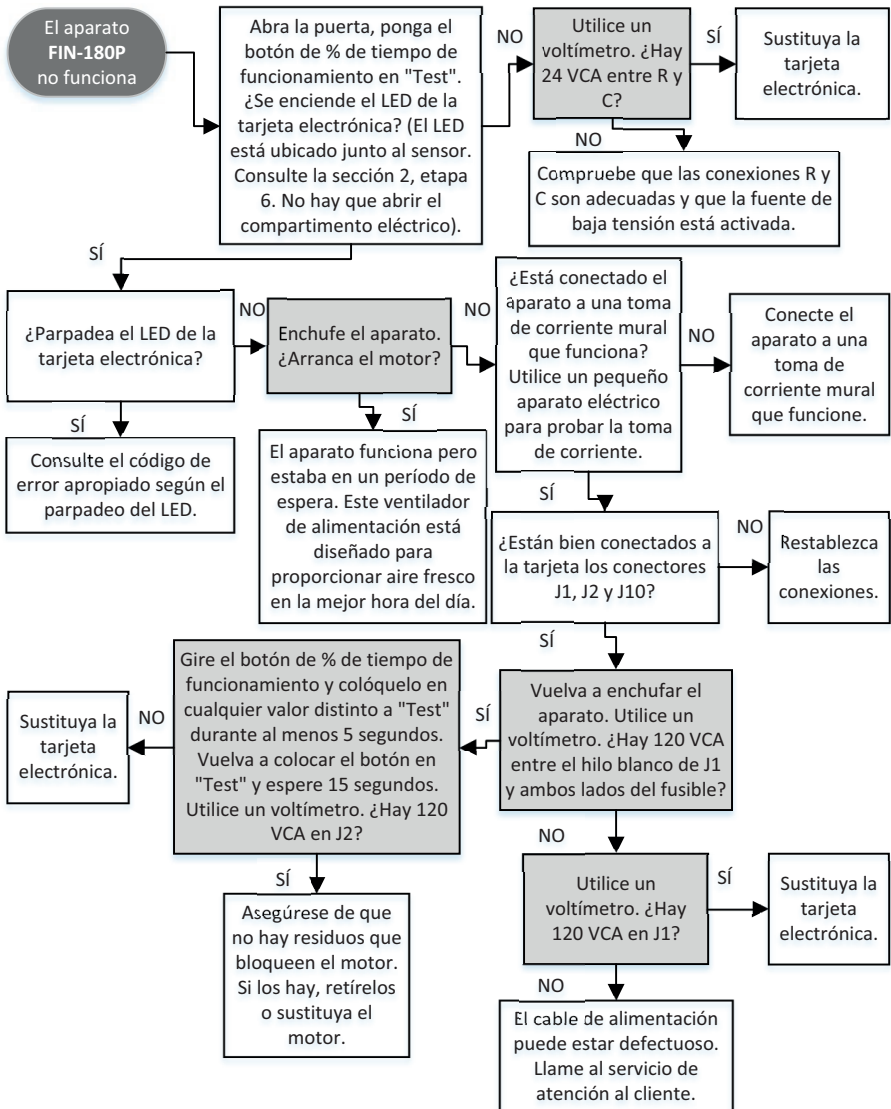 El aparato
FIN-180P
no funciona
Abra la puerta, ponga el
botón de % de tiempo de
funcionamiento en "Test".
¿Se enciende el LED de la
tarjeta electrónica? (El LED
está ubicado junto al sensor.
Consulte la sección 2, etapa
6. No hay que abrir el
compartimento eléctrico).
NO
Utilice un
voltímetro. ¿Hay
24 VCA entre R y
C?
SÍ
Sustituya la
tarjeta
electrónica.
NO
Compruebe que las conexiones R y
C son adecuadas y que la fuente de
baja tensión está activada.
SÍ
¿Parpadea el LED de la
tarjeta electrónica?
NO
Enchufe el aparato.
¿Arranca el motor?
NO
¿Está conectado el
aparato a una toma
de corriente mural
que funciona?
Utilice un pequeño
aparato eléctrico
para probar la toma
de corriente.
NO
Conecte el
aparato a una
toma de
corriente mural
que funcione.
SÍ
Consulte el código de
error apropiado según el
parpadeo del LED.
SÍ
El aparato funciona pero
estaba en un período de
espera. Este ventilador
de alimentación está
diseñado para
proporcionar aire fresco
en la mejor hora del día.
SÍ
¿Están bien conectados a
la tarjeta los conectores
J1, J2 y J10?
NO
Restablezca
las
conexiones.
SÍ
Vuelva a enchufar el
aparato. Utilice un
voltímetro. ¿Hay 120 VCA
entre el hilo blanco de J1
y ambos lados del fusible?
SÍ
Gire el botón de % de tiempo de
funcionamiento y colóquelo en
cualquier valor distinto a "Test"
durante al menos 5 segundos.
Vuelva a colocar el botón en
"Test" y espere 15 segundos.
Utilice un voltímetro. ¿Hay 120
VCA en J2?
NO
Sustituya la
tarjeta
electrónica.
SÍ
Asegúrese de que
no hay residuos que
bloqueen el motor.
Si los hay, retírelos
o sustituya el
motor.
NO
Utilice un
voltímetro. ¿Hay
120 VCA en J1?
SÍ
Sustituya la
tarjeta
electrónica.
NO
El cable de alimentación
puede estar defectuoso.
Llame al servicio de
atención al cliente.